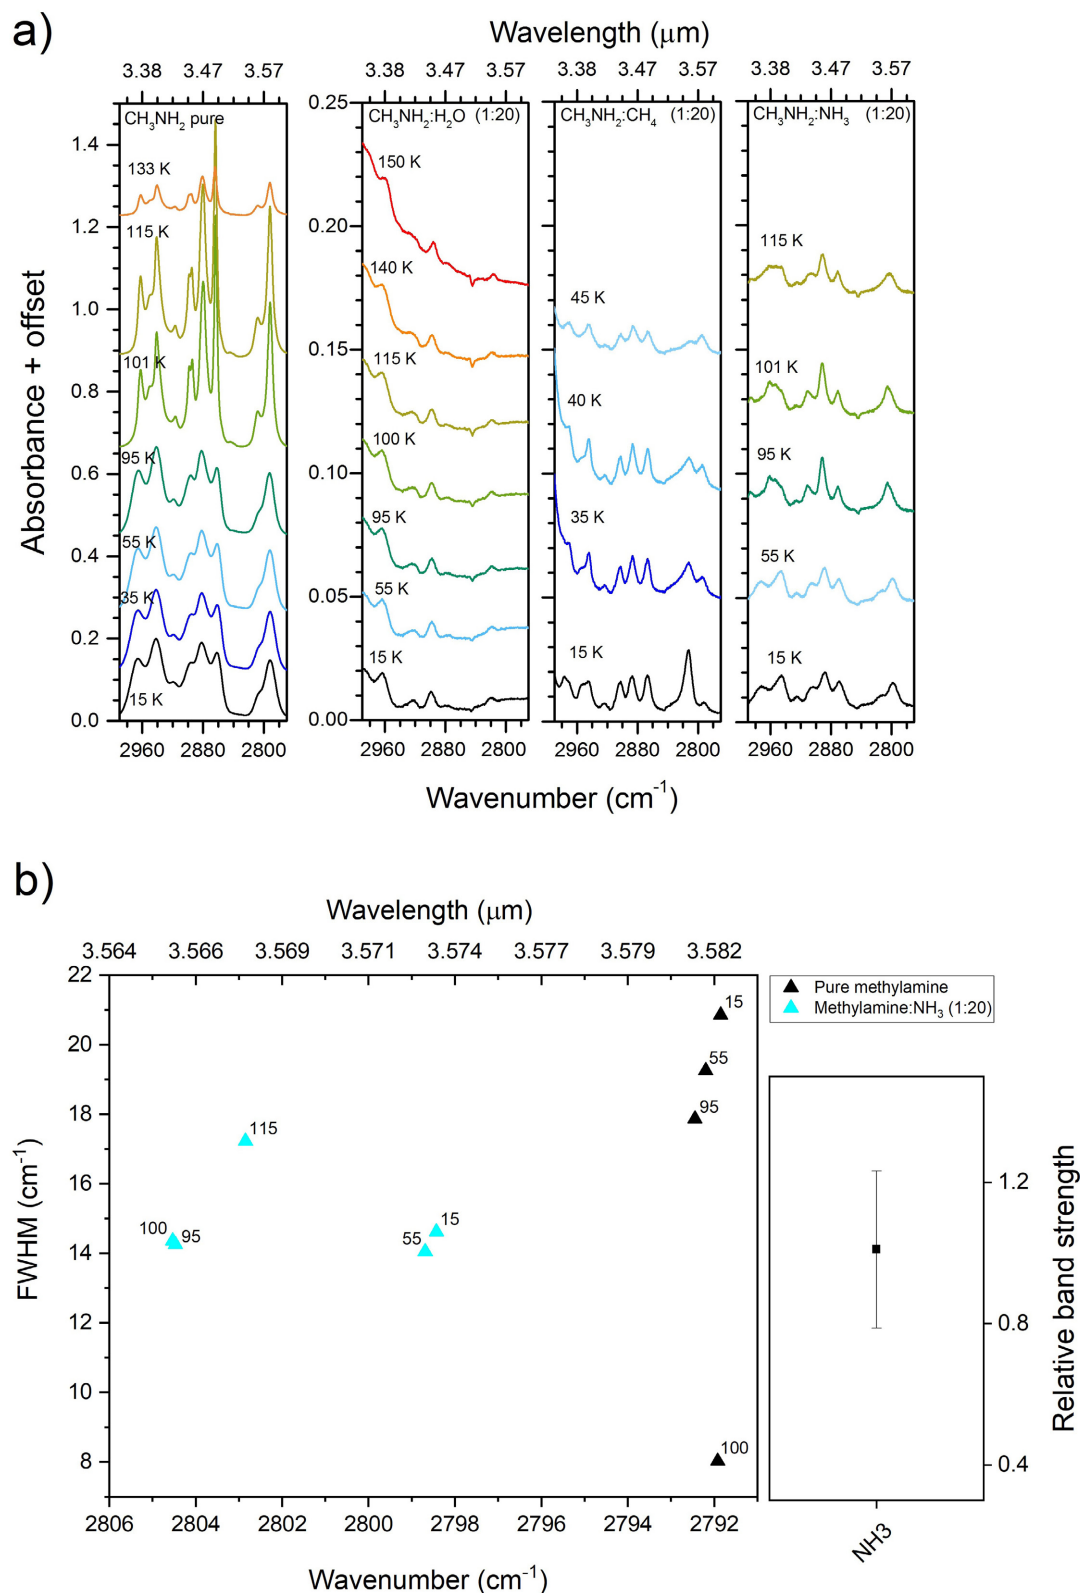 a)
Wavelength (μm)
3.38 3.47 3.57 3.38 3.47 3.57 3.38 3.47 3.57 3.38 3.47 3.57
CH3NH2 pure
1.4
1.2
1.0
0.8
0.6
0.4
0.2
0.0
133 K
115 K
101 K
95 K
55 K
35 K
15 K
2960 2880 2800
CH3NH2:H2O (1:20)
0.25
0.20
0.15
0.10
0.05
0.00
150 K
140 K
115 K
100 K
95 K
55 K
15 K
2960 2880 2800
CH3NH2:CH4 (1:20)
45 K
40 K
35 K
15 K
2960 2880 2800
CH3NH2:NH3 (1:20)
115 K
101 K
95 K
55 K
15 K
2960 2880 2800
Absorbance + offset
Wavenumber (cm-1)
b)
Wavelength (μm)
3.564 3.566 3.569 3.571 3.574 3.577 3.579 3.582
22
20
18
16
14
12
10
8
FWHM (cm-1)
15
55
95
115
15
100
95
55
100
2806 2804 2802 2800 2798 2796 2794 2792
Wavenumber (cm-1)
Pure methylamine
Methylamine:NH3 (1:20)
1.2
0.8
0.4
Relative band strength
NH3